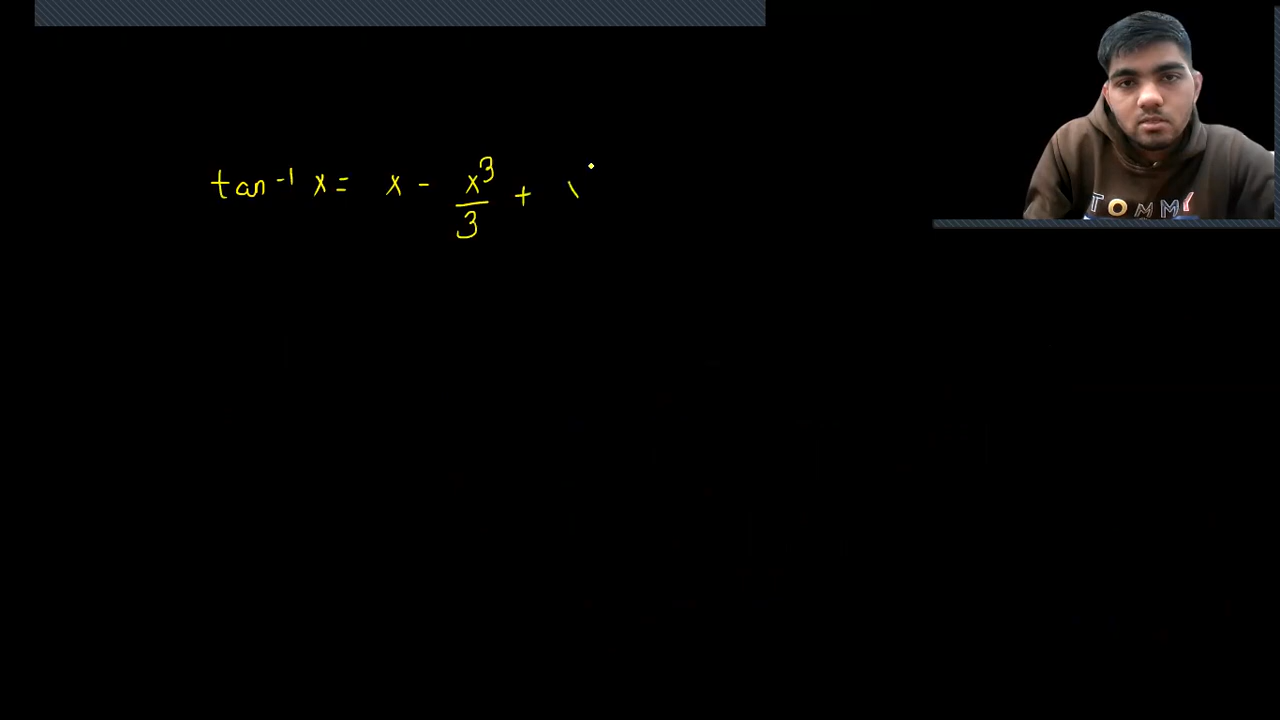 tan⁻¹ x = x - x³/3 +
TOMMY